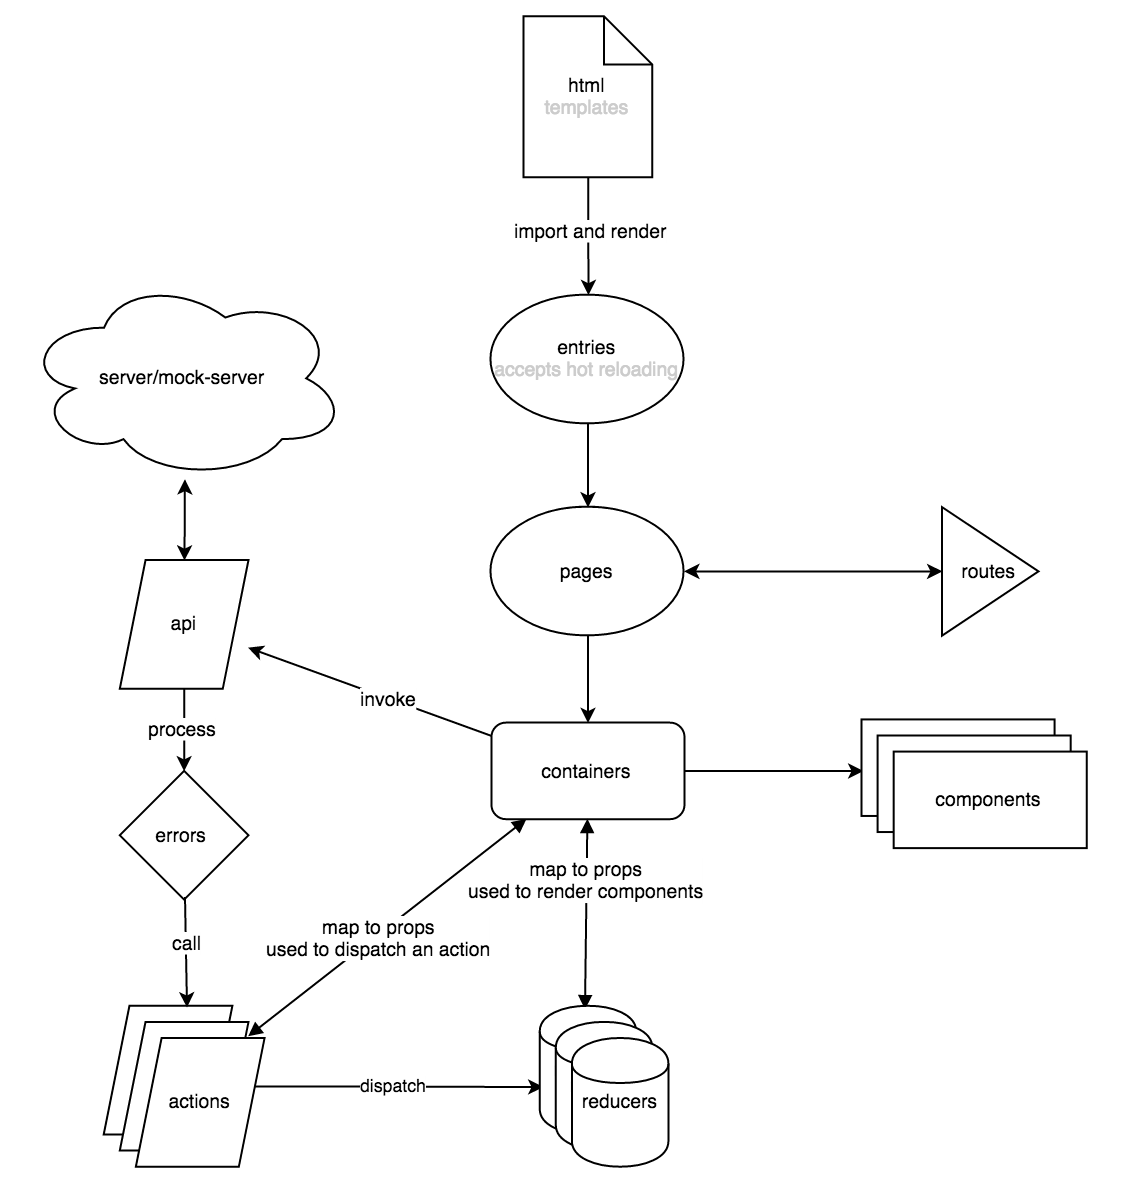 html
templates
import and render
entries
accepts hot reloading
server/mock-server
pages
routes
api
invoke
process
containers
components
errors
map to props
used to render components
map to props
used to dispatch an action
call
dispatch
actions
reducers